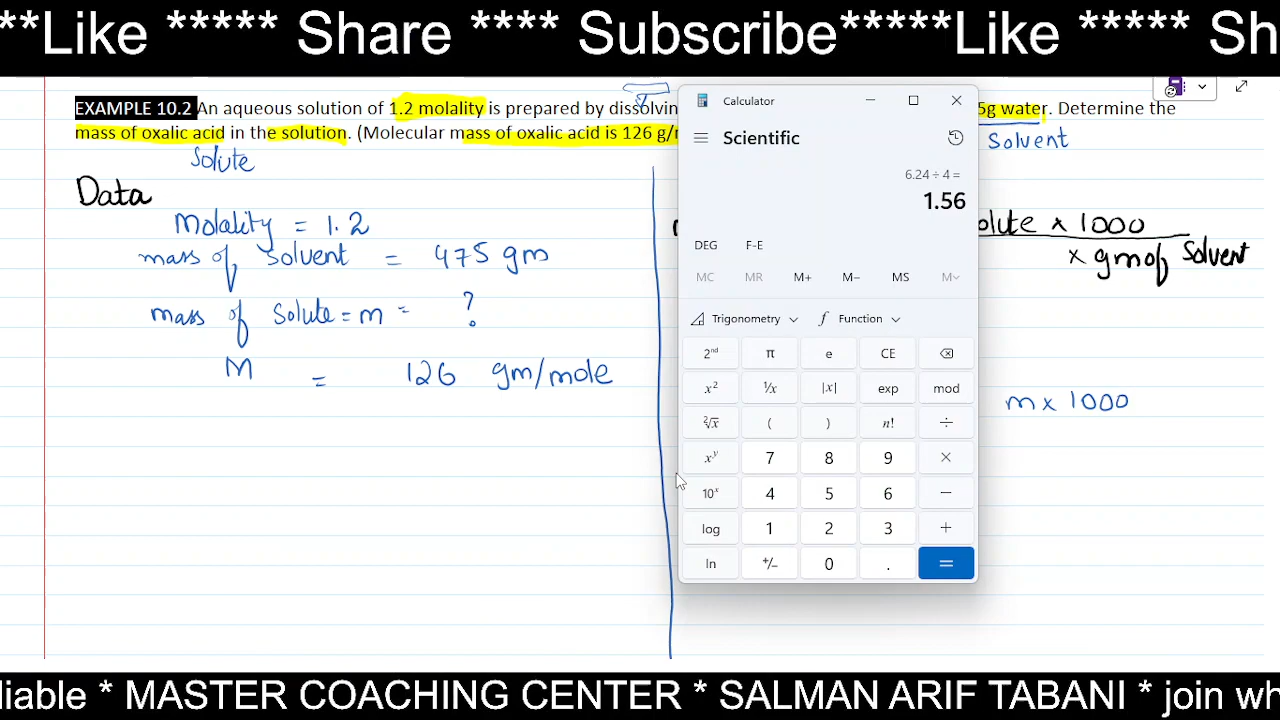 **Like ***** Share **** Subscribe*****Like ***** Sh
EXAMPLE 10.2 An aqueous solution of 1.2 molality is prepared by 5g water. Determine the
mass of oxalic acid in the solution. (Molecular mass of oxalic acid is 126
Solute
Solvent
Data
Molality = 1.2
mass of solvent = 475 gm
mass of solute = m = ?
M = 126 gm/mole
x 1000
x gm of Solvent
m x 1000
Calculator
Scientific
6.24 ÷ 4 =
1.56
DEG F-E
MC MR M+ M− MS M˅
Trigonometry Function
2nd π e CE
x² ¹/x |x| exp mod
²√x ( ) n! ÷
xʸ 7 8 9 ×
10ˣ 4 5 6 −
log 1 2 3 +
ln +/− 0 . =
liable * MASTER COACHING CENTER * SALMAN ARIF TABANI * join wh